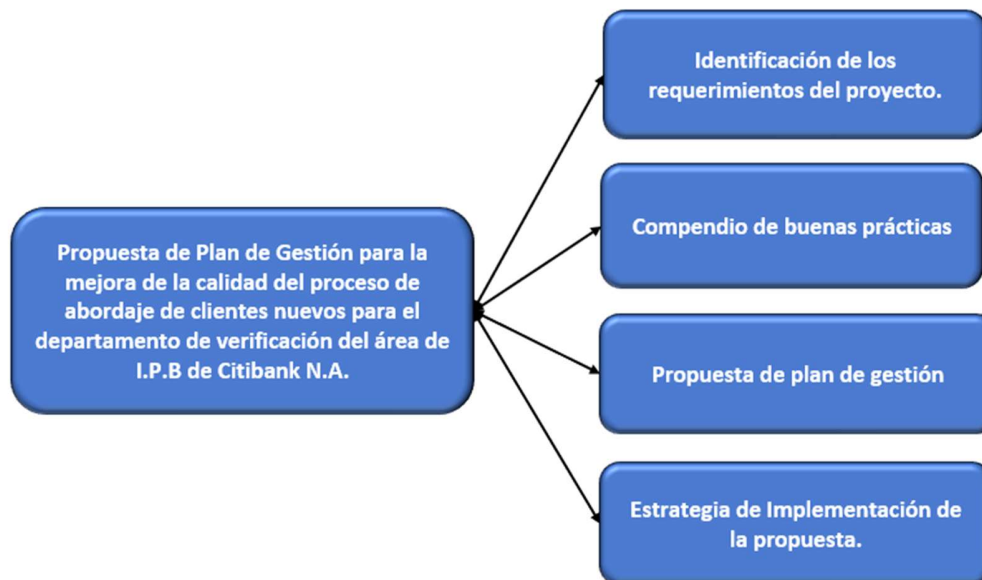 Propuesta de Plan de Gestión para la
mejora de la calidad del proceso de
abordaje de clientes nuevos para el
departamento de verificación del área de
I.P.B de Citibank N.A.
Identificación de los
requerimientos del proyecto.
Compendio de buenas prácticas
Propuesta de plan de gestión
Estrategia de Implementación de
la propuesta.